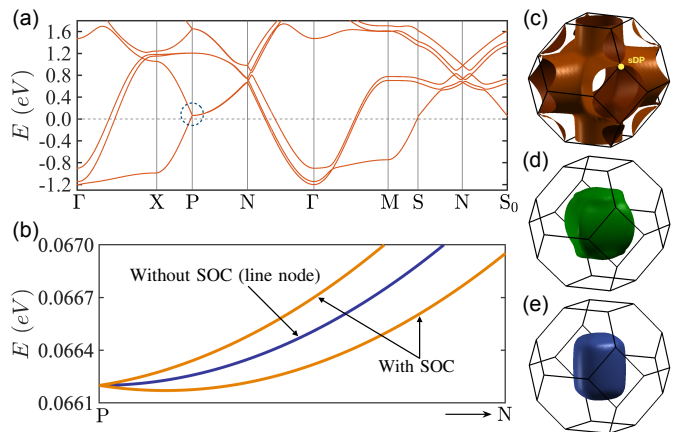 (a)
E (eV)
1.6
1.2
0.8
0.4
0.0
-0.4
-0.8
-1.2
Γ X P N Γ M S N S₀
(b)
E (eV)
0.0670
0.0667
0.0664
0.0661
Without SOC (line node)
With SOC
P N
(c)
sDP
(d)
(e)